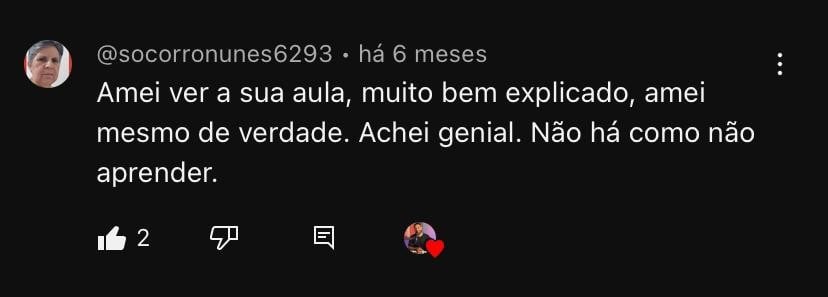 @socorronunes6293 • há 6 meses
Amei ver a sua aula, muito bem explicado, amei
mesmo de verdade. Achei genial. Não há como não
aprender.
2